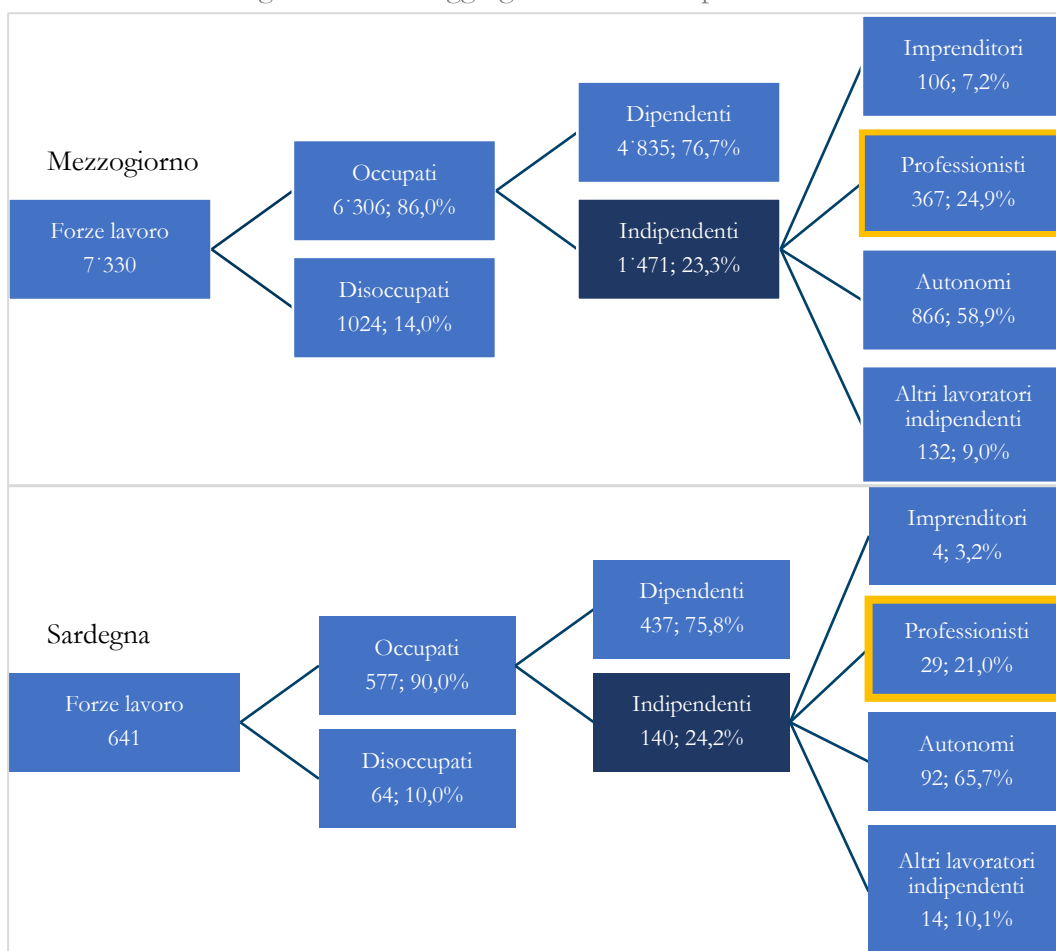 Mezzogiorno
Forze lavoro
7˙330
Occupati
6˙306; 86,0%
Disoccupati
1024; 14,0%
Dipendenti
4˙835; 76,7%
Indipendenti
1˙471; 23,3%
Imprenditori
106; 7,2%
Professionisti
367; 24,9%
Autonomi
866; 58,9%
Altri lavoratori
indipendenti
132; 9,0%
Sardegna
Forze lavoro
641
Occupati
577; 90,0%
Disoccupati
64; 10,0%
Dipendenti
437; 75,8%
Indipendenti
140; 24,2%
Imprenditori
4; 3,2%
Professionisti
29; 21,0%
Autonomi
92; 65,7%
Altri lavoratori
indipendenti
14; 10,1%